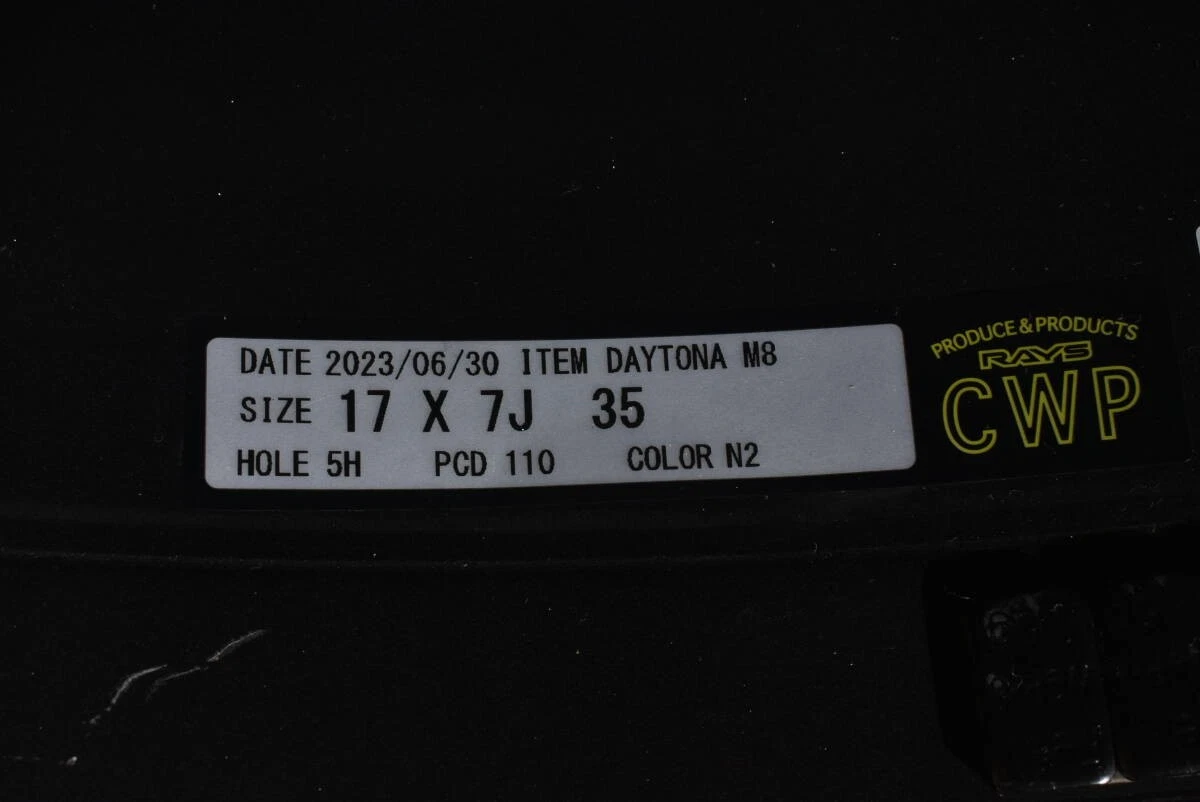 DATE 2023/06/30 ITEM DAYTONA M8
SIZE 17 X 7J 35
HOLE 5H PCD 110 COLOR N2
PRODUCE & PRODUCTS
RAYS
CWP